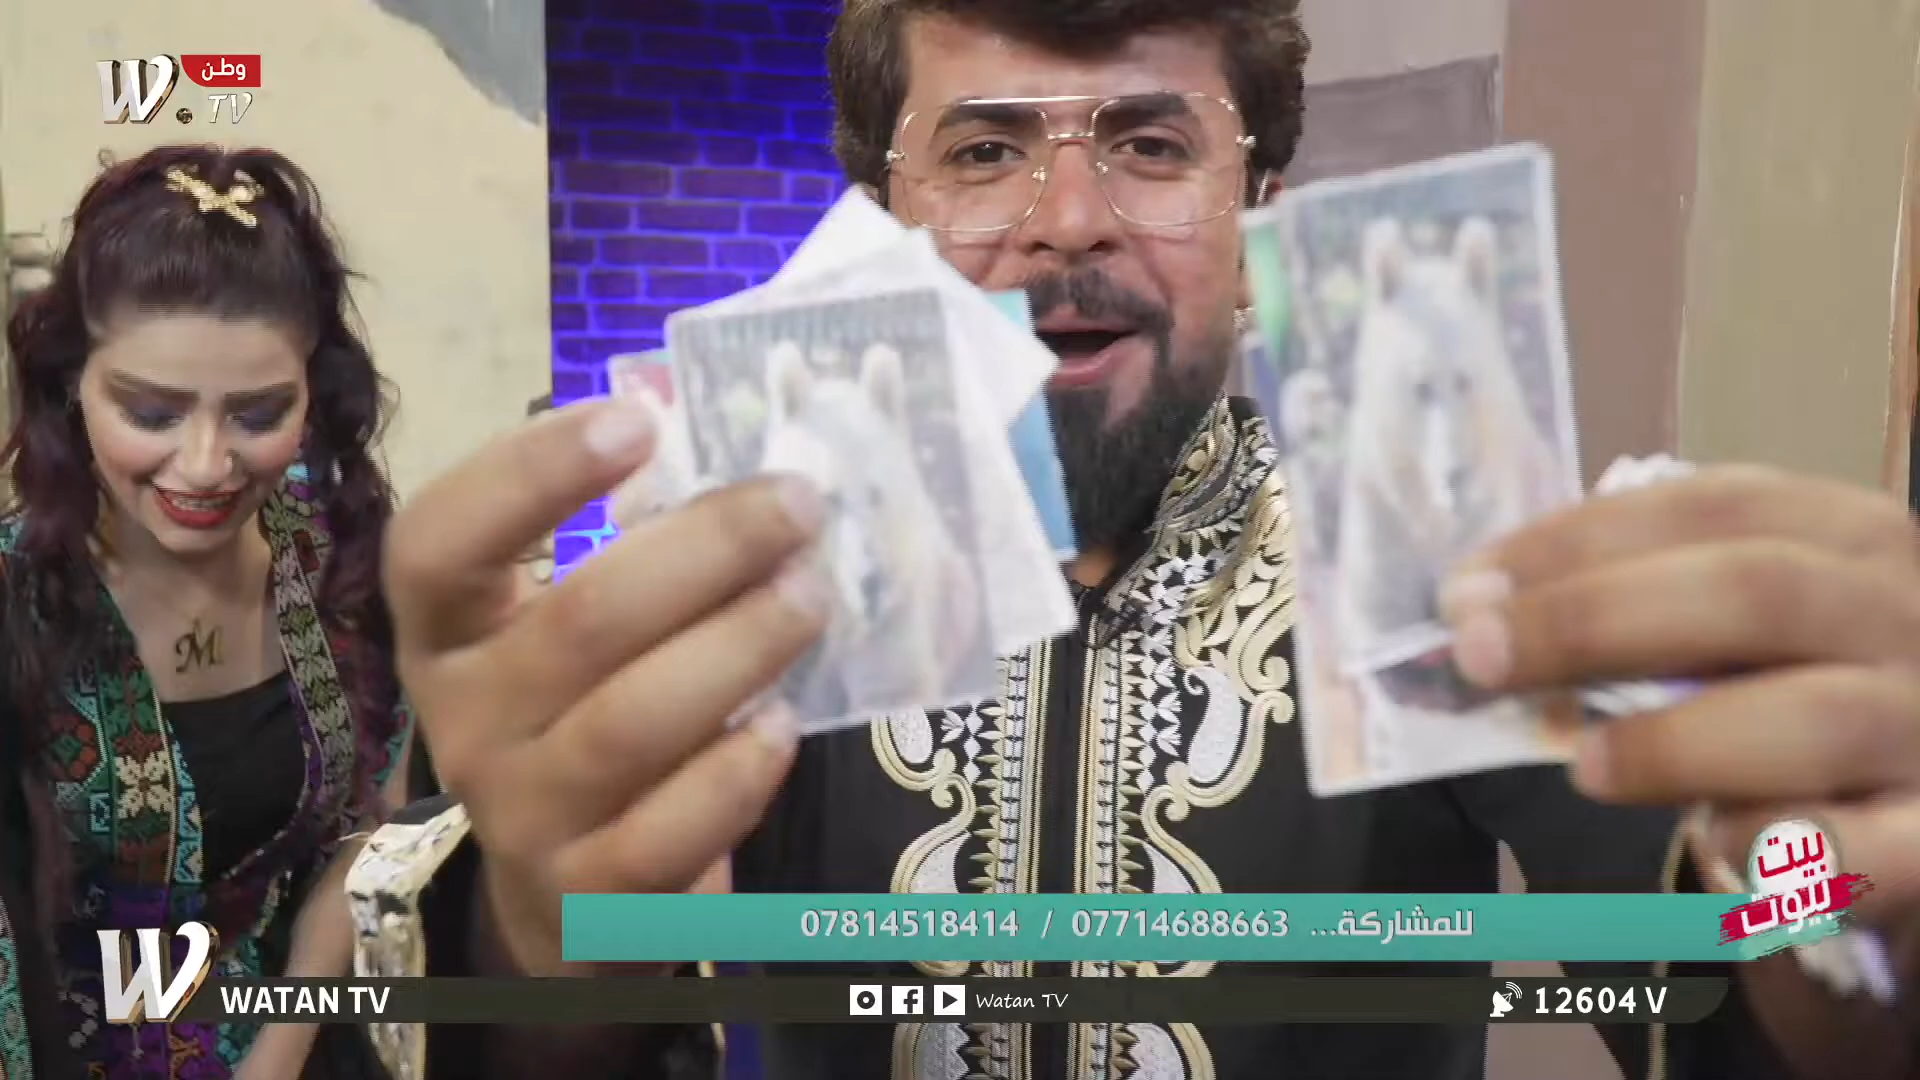 وطن
W.
TV
M
بيت
بيوت
للمشاركة... 07714688663 / 07814518414
W WATAN TV
Watan TV
12604 V